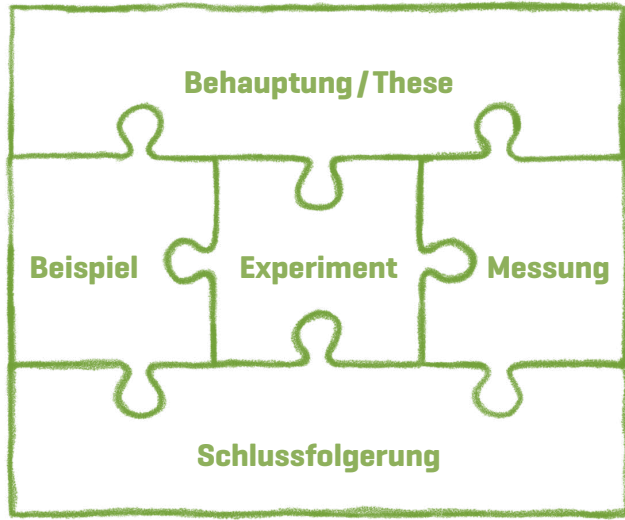 Behauptung / These
Beispiel
Experiment
Messung
Schlussfolgerung